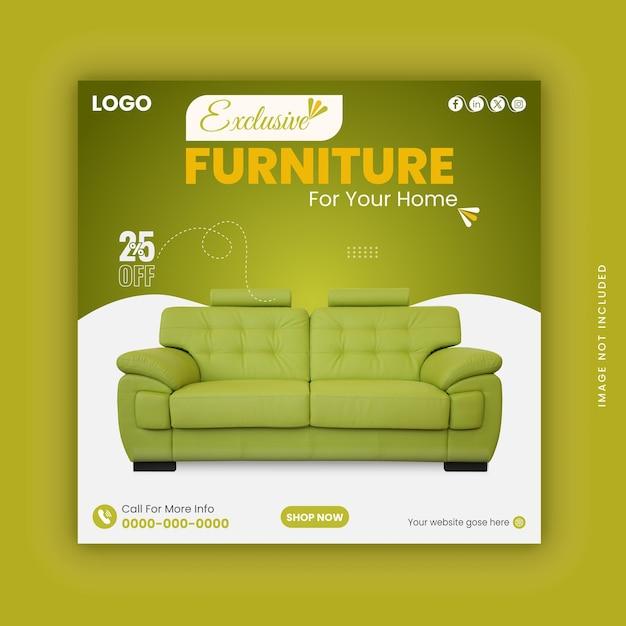 LOGO
Exclusive
FURNITURE
For Your Home
25%
OFF
IMAGE NOT INCLUDED
Call For More Info
0000-000-0000
SHOP NOW
Your website gose here